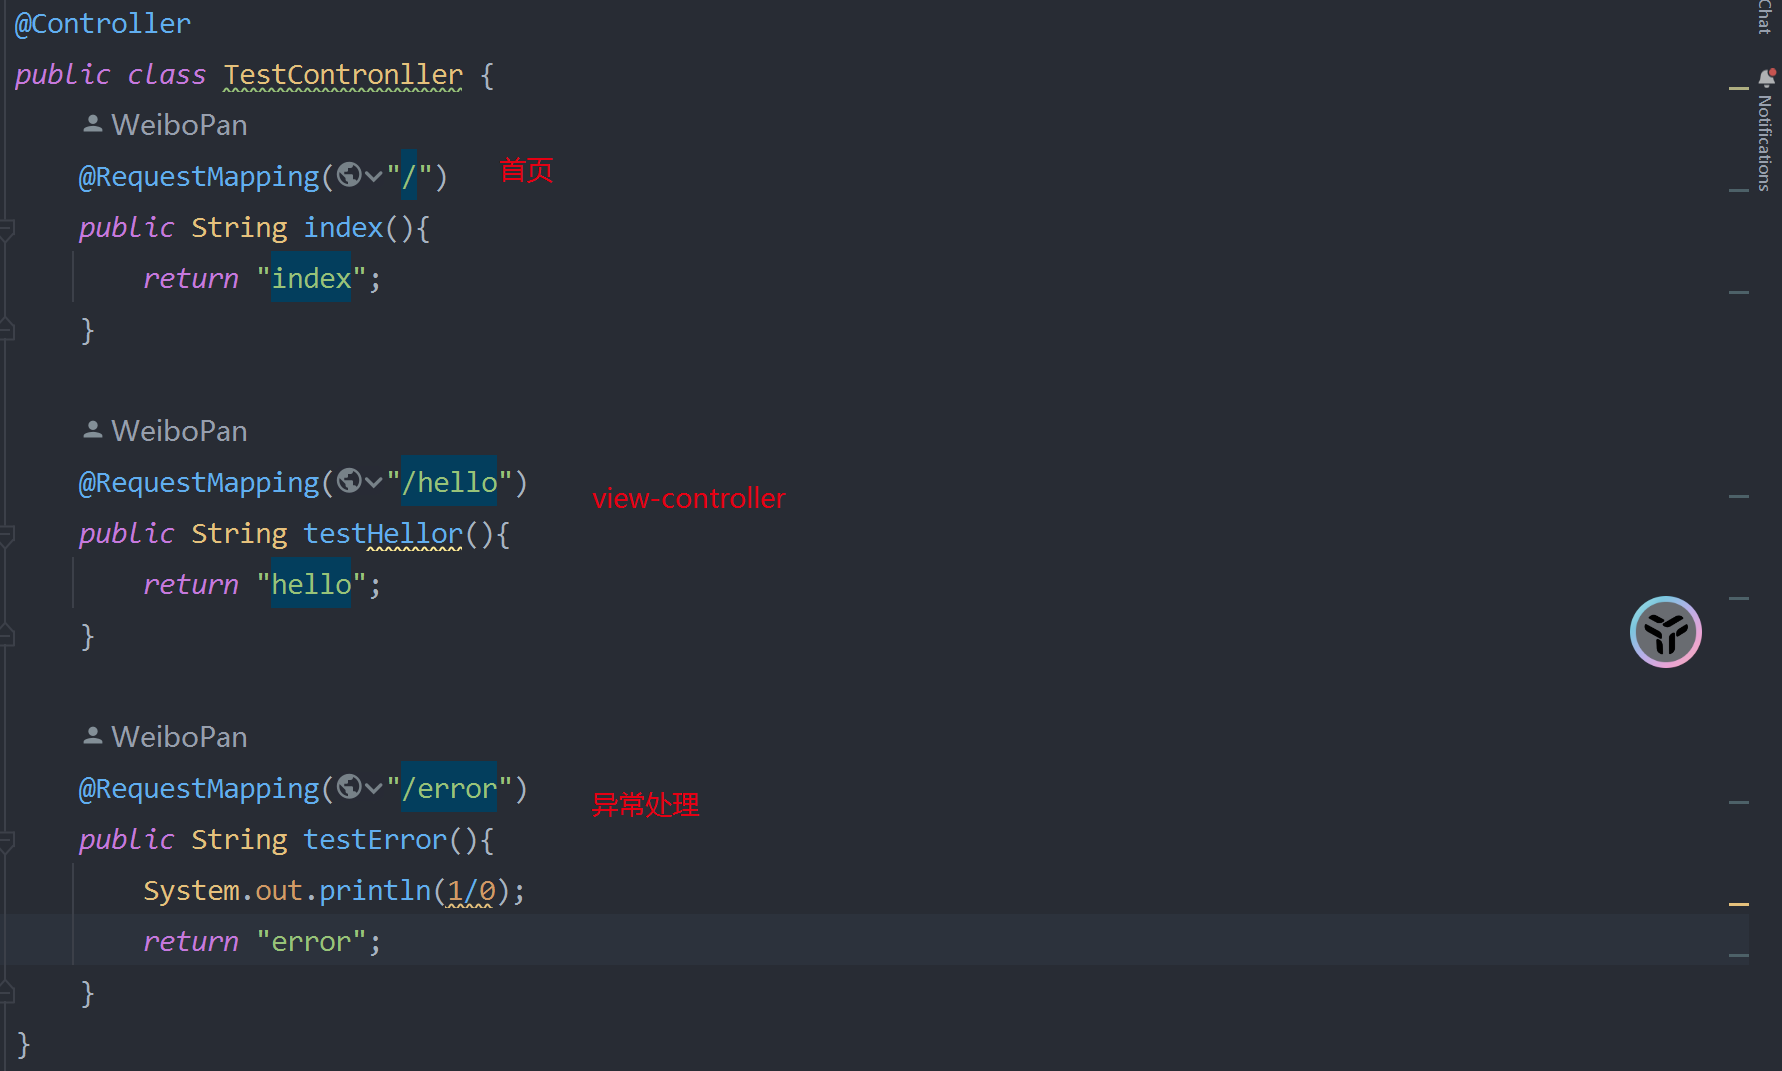 @Controller
public class TestContronller {
WeiboPan
@RequestMapping("/") 首页
public String index(){
return "index";
}
WeiboPan
@RequestMapping("/hello") view-controller
public String testHellor(){
return "hello";
}
WeiboPan
@RequestMapping("/error") 异常处理
public String testError(){
System.out.println(1/0);
return "error";
}
}
Chat
Notifications